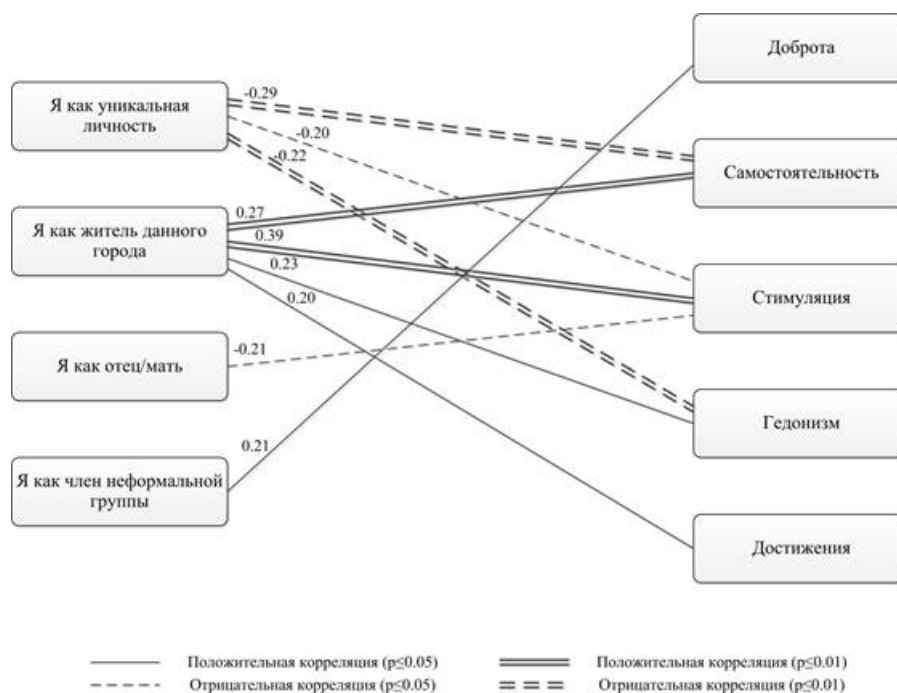 Доброта
Я как уникальная
личность
-0.29
-0.20
-0.22
Самостоятельность
Я как житель данного
города
0.27
0.39
0.23
0.20
Стимуляция
Я как отец/мать
-0.21
Гедонизм
Я как член неформальной
группы
0.21
Достижения
Положительная корреляция (p≤0.05)
Положительная корреляция (p≤0.01)
Отрицательная корреляция (p≤0.05)
Отрицательная корреляция (p≤0.01)